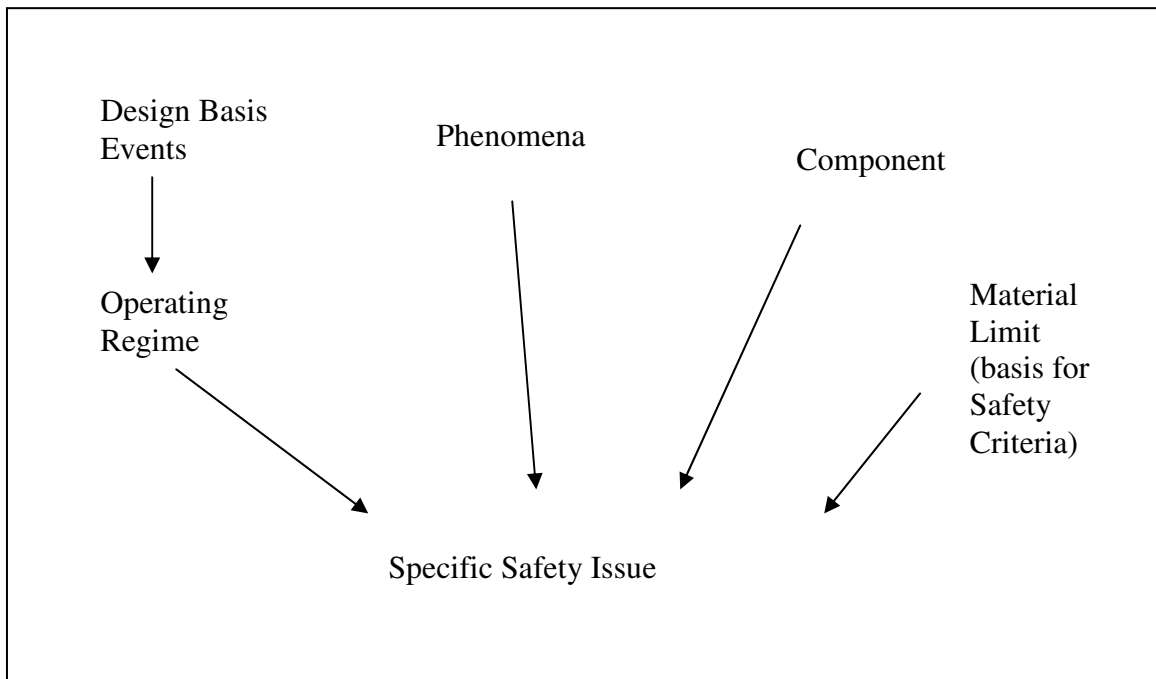 Design Basis
Events
Phenomena
Component
Operating
Regime
Material
Limit
(basis for
Safety
Criteria)
Specific Safety Issue